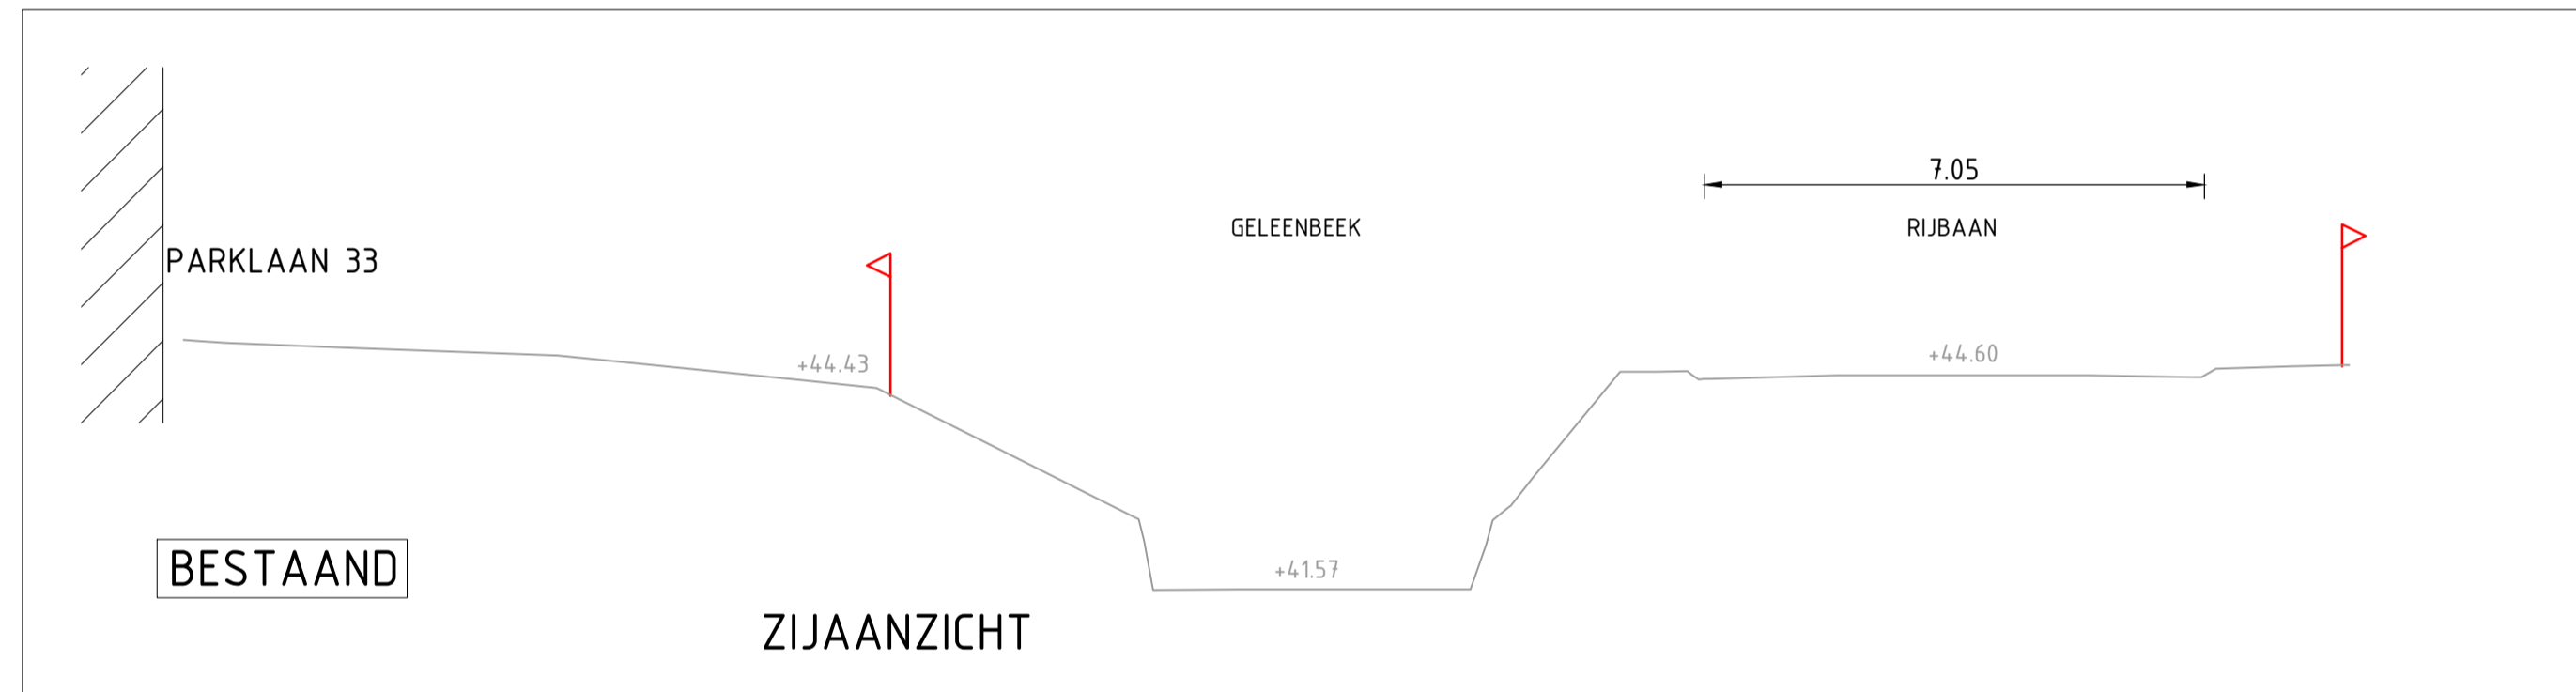 7.05
GELEENBEEK
RIJBAAN
PARKLAAN 33
+44.43
+44.60
BESTAAND
+41.57
ZIJAANZICHT